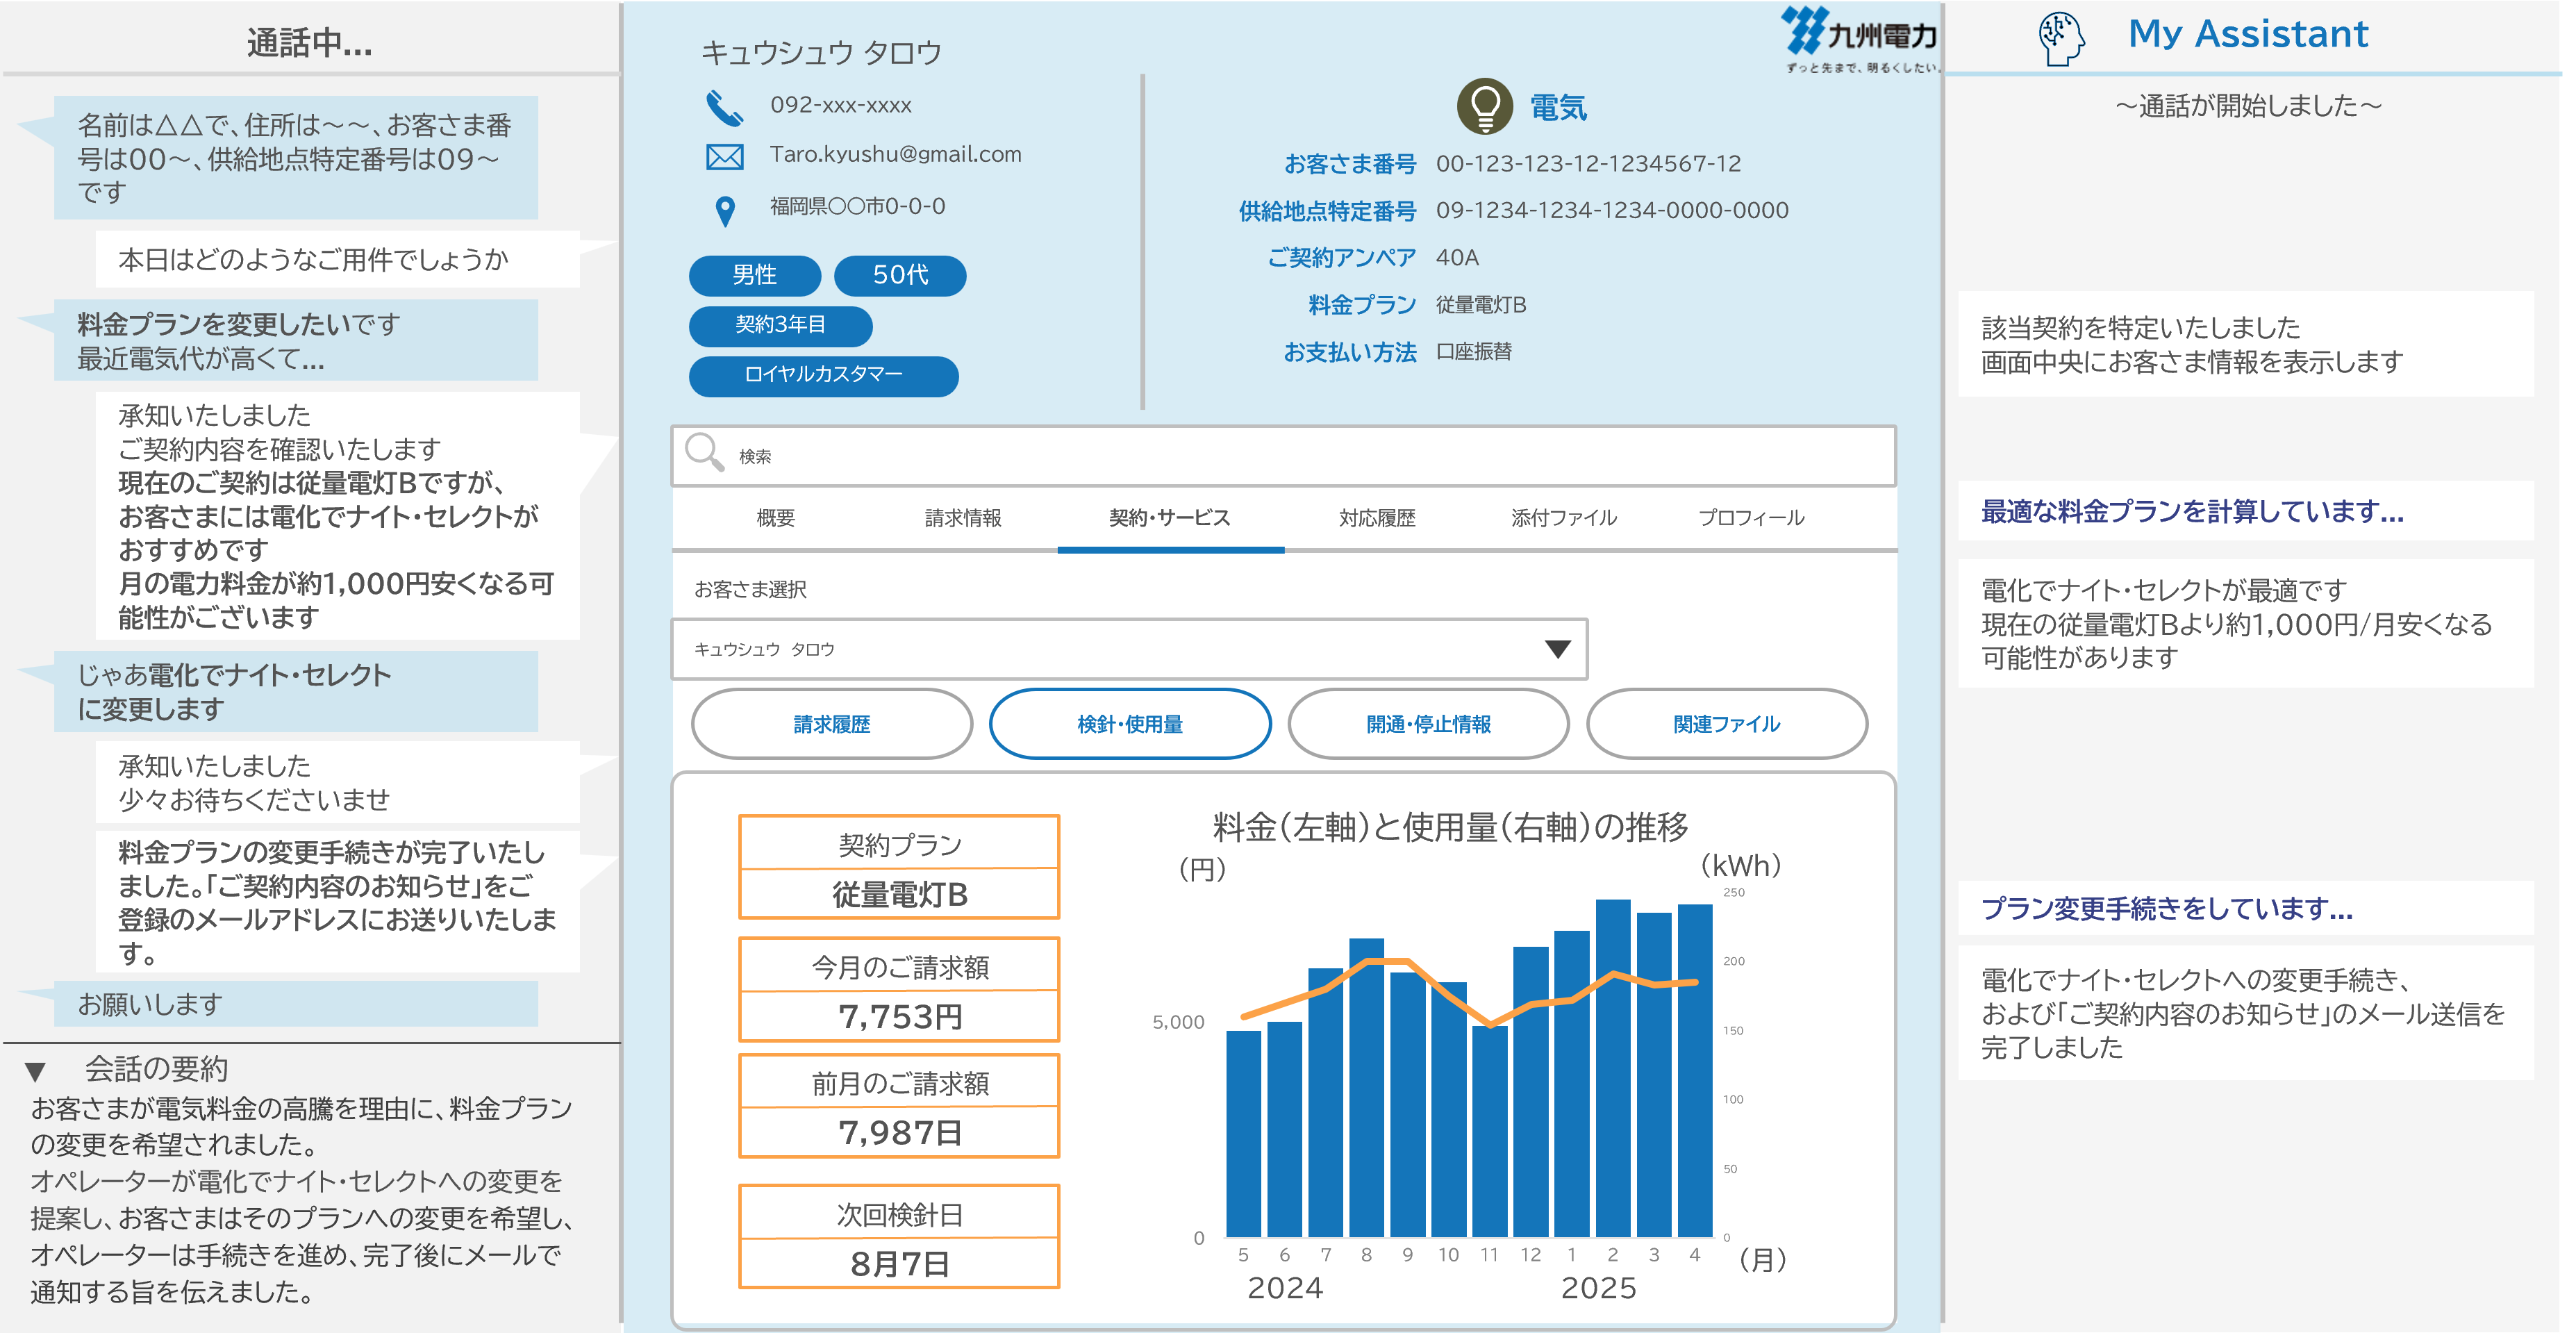 通話中...
名前は△△で、住所は～～、お客さま番
号は00～、供給地点特定番号は09～
です
本日はどのようなご用件でしょうか
料金プランを変更したいです
最近電気代が高くて...
承知いたしました
ご契約内容を確認いたします
現在のご契約は従量電灯Bですが、
お客さまには電化でナイト・セレクトが
おすすめです
月の電力料金が約1,000円安くなる可
能性がございます
じゃあ電化でナイト・セレクト
に変更します
承知いたしました
少々お待ちくださいませ
料金プランの変更手続きが完了いたし
ました。「ご契約内容のお知らせ」をご
登録のメールアドレスにお送りいたしま
す。
お願いします
▼ 会話の要約
お客さまが電気料金の高騰を理由に、料金プラン
の変更を希望されました。
オペレーターが電化でナイト・セレクトへの変更を
提案し、お客さまはそのプランへの変更を希望し、
オペレーターは手続きを進め、完了後にメールで
通知する旨を伝えました。
キュウシュウ タロウ
092-xxx-xxxx
Taro.kyushu@gmail.com
福岡県〇〇市0-0-0
男性 50代
契約3年目
ロイヤルカスタマー
九州電力
ずっと先まで、明るくしたい。
電気
お客さま番号 00-123-123-12-1234567-12
供給地点特定番号 09-1234-1234-1234-0000-0000
ご契約アンペア 40A
料金プラン 従量電灯B
お支払い方法 口座振替
検索
概要 請求情報 契約・サービス 対応履歴 添付ファイル プロフィール
お客さま選択
キュウシュウ タロウ ▼
請求履歴 検針・使用量 開通・停止情報 関連ファイル
契約プラン
従量電灯B
今月のご請求額
7,753円
前月のご請求額
7,987日
次回検針日
8月7日
料金（左軸）と使用量（右軸）の推移
（円） （kWh）
250
200
5,000
150
100
50
0 0
5 6 7 8 9 10 11 12 1 2 3 4 （月）
2024 2025
My Assistant
～通話が開始しました～
該当契約を特定いたしました
画面中央にお客さま情報を表示します
最適な料金プランを計算しています...
電化でナイト・セレクトが最適です
現在の従量電灯Bより約1,000円/月安くなる
可能性があります
プラン変更手続きをしています...
電化でナイト・セレクトへの変更手続き、
および「ご契約内容のお知らせ」のメール送信を
完了しました